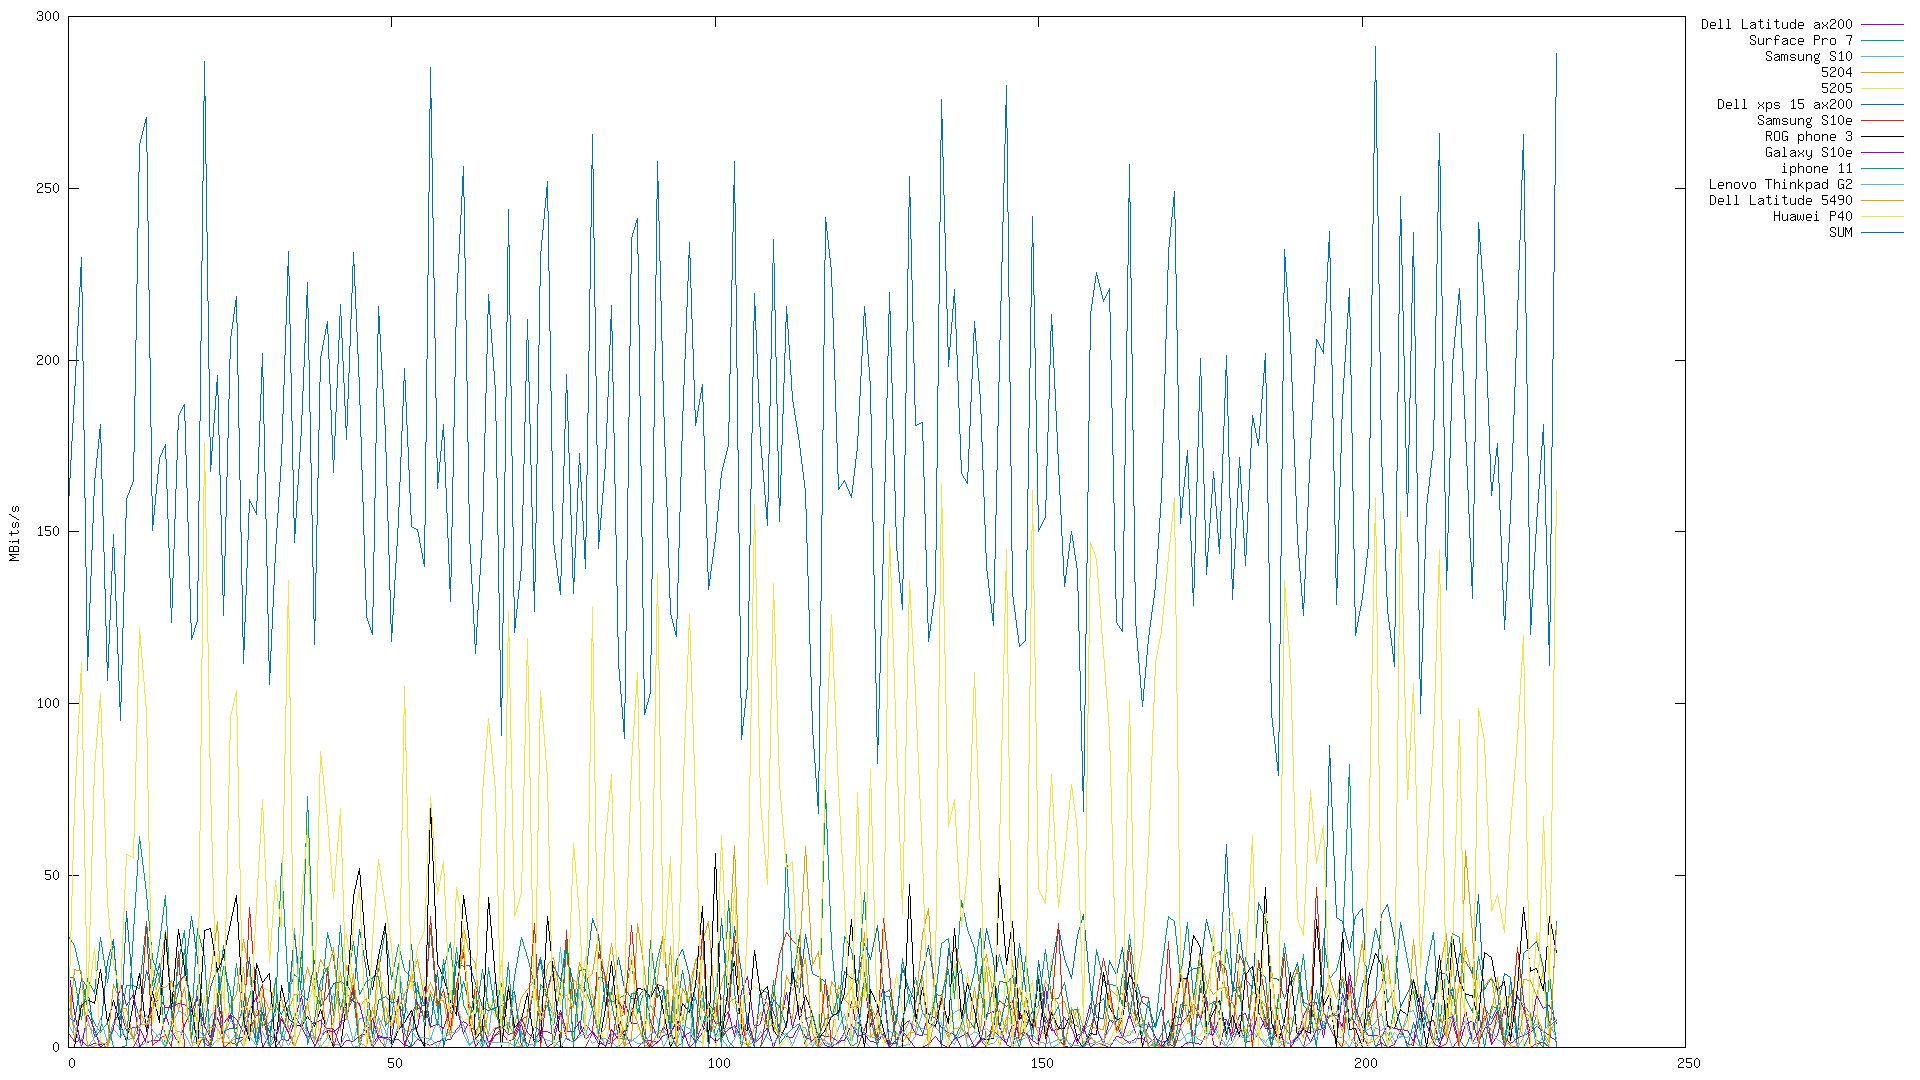 300
250
200
150
100
50
0
MBits/s
0
50
100
150
200
250
Dell Latitude ax200
Surface Pro 7
Samsung S10
5204
5205
Dell xps 15 ax200
Samsung S10e
ROG phone 3
Galaxy S10e
iphone 11
Lenovo Thinkpad G2
Dell Latitude 5490
Huawei P40
SUM